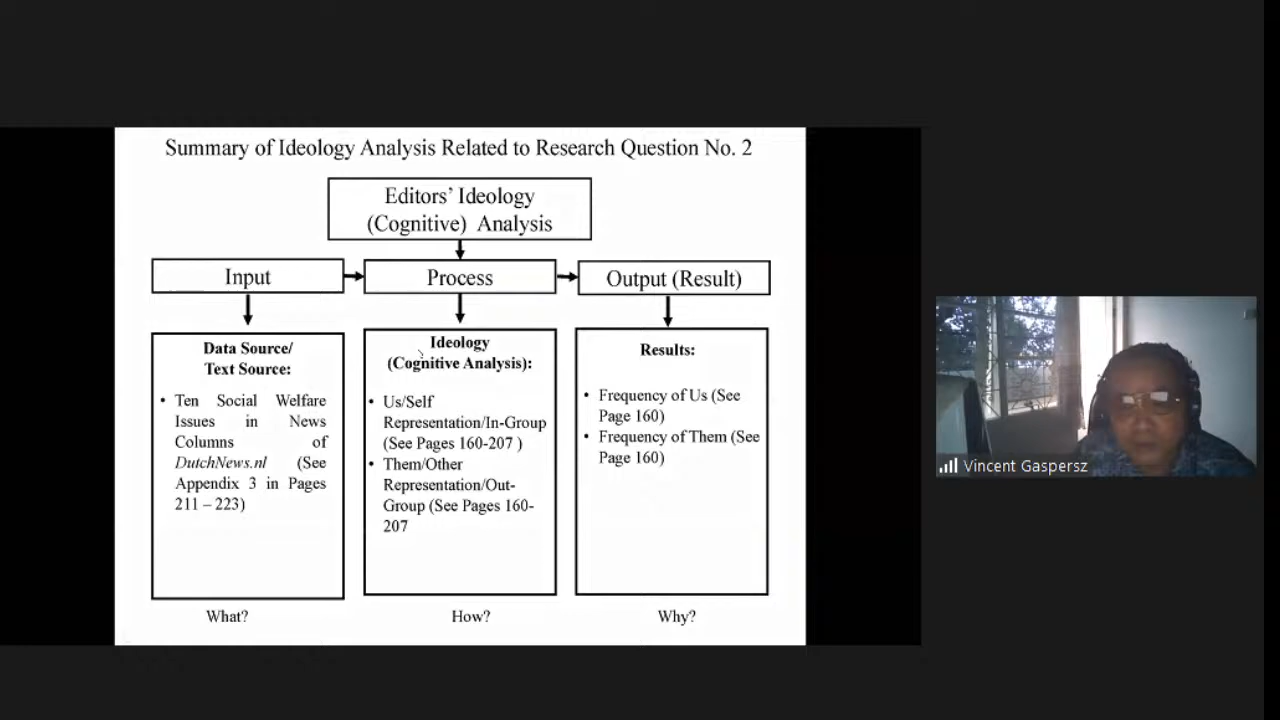 Summary of Ideology Analysis Related to Research Question No. 2
Editors’ Ideology
(Cognitive) Analysis
Input
Process
Output (Result)
Data Source/
Text Source:
• Ten Social Welfare
Issues in News
Columns of
DutchNews.nl (See
Appendix 3 in Pages
211 – 223)
Ideology
(Cognitive Analysis):
• Us/Self
Representation/In-Group
(See Pages 160-207 )
• Them/Other
Representation/Out-
Group (See Pages 160-
207
Results:
• Frequency of Us (See
Page 160)
• Frequency of Them (See
Page 160)
What?
How?
Why?
Vincent Gaspersz